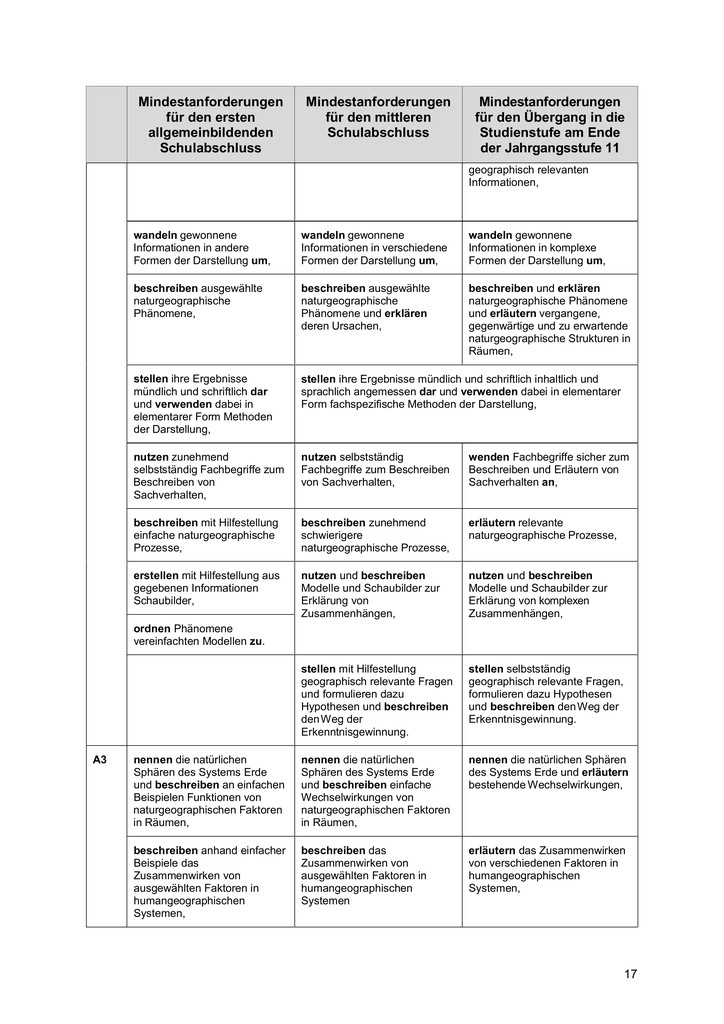 Mindestanforderungen
für den ersten
allgemeinbildenden
Schulabschluss
Mindestanforderungen
für den mittleren
Schulabschluss
Mindestanforderungen
für den Übergang in die
Studienstufe am Ende
der Jahrgangsstufe 11
geographisch relevanten
Informationen,
wandeln gewonnene
Informationen in andere
Formen der Darstellung um,
wandeln gewonnene
Informationen in verschiedene
Formen der Darstellung um,
wandeln gewonnene
Informationen in komplexe
Formen der Darstellung um,
beschreiben ausgewählte
naturgeographische
Phänomene,
beschreiben ausgewählte
naturgeographische
Phänomene und erklären
deren Ursachen,
beschreiben und erklären
naturgeographische Phänomene
und erläutern vergangene,
gegenwärtige und zu erwartende
naturgeographische Strukturen in
Räumen,
stellen ihre Ergebnisse
mündlich und schriftlich dar
und verwenden dabei in
elementarer Form Methoden
der Darstellung,
stellen ihre Ergebnisse mündlich und schriftlich inhaltlich und
sprachlich angemessen dar und verwenden dabei in elementarer
Form fachspezifische Methoden der Darstellung,
nutzen zunehmend
selbstständig Fachbegriffe zum
Beschreiben von
Sachverhalten,
nutzen selbstständig
Fachbegriffe zum Beschreiben
von Sachverhalten,
wenden Fachbegriffe sicher zum
Beschreiben und Erläutern von
Sachverhalten an,
beschreiben mit Hilfestellung
einfache naturgeographische
Prozesse,
beschreiben zunehmend
schwierigere
naturgeographische Prozesse,
erläutern relevante
naturgeographische Prozesse,
erstellen mit Hilfestellung aus
gegebenen Informationen
Schaubilder,
ordnen Phänomene
vereinfachten Modellen zu.
nutzen und beschreiben
Modelle und Schaubilder zur
Erklärung von
Zusammenhängen,
nutzen und beschreiben
Modelle und Schaubilder zur
Erklärung von komplexen
Zusammenhängen,
stellen mit Hilfestellung
geographisch relevante Fragen
und formulieren dazu
Hypothesen und beschreiben
den Weg der
Erkenntnisgewinnung.
stellen selbstständig
geographisch relevante Fragen,
formulieren dazu Hypothesen
und beschreiben den Weg der
Erkenntnisgewinnung.
A3
nennen die natürlichen
Sphären des Systems Erde
und beschreiben an einfachen
Beispielen Funktionen von
naturgeographischen Faktoren
in Räumen,
nennen die natürlichen
Sphären des Systems Erde
und beschreiben einfache
Wechselwirkungen von
naturgeographischen Faktoren
in Räumen,
nennen die natürlichen Sphären
des Systems Erde und erläutern
bestehende Wechselwirkungen,
beschreiben anhand einfacher
Beispiele das
Zusammenwirken von
ausgewählten Faktoren in
humangeographischen
Systemen,
beschreiben das
Zusammenwirken von
ausgewählten Faktoren in
humangeographischen
Systemen
erläutern das Zusammenwirken
von verschiedenen Faktoren in
humangeographischen
Systemen,
17